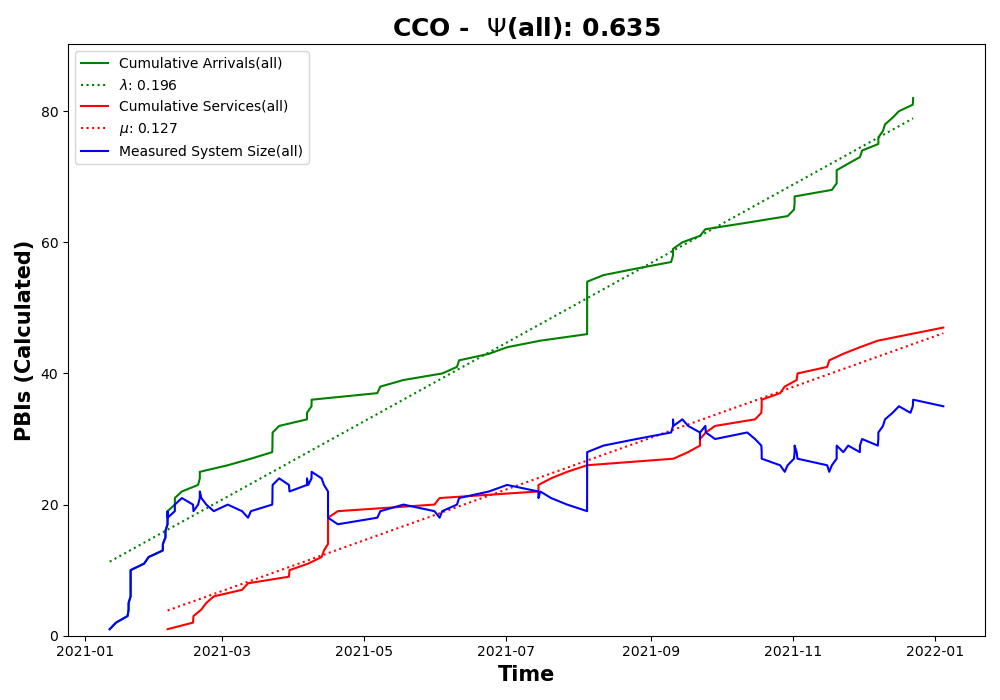 CCO - Ψ(all): 0.635
Cumulative Arrivals(all)
λ: 0.196
Cumulative Services(all)
μ: 0.127
Measured System Size(all)
PBIs (Calculated)
80
60
40
20
0
2021-01 2021-03 2021-05 2021-07 2021-09 2021-11 2022-01
Time